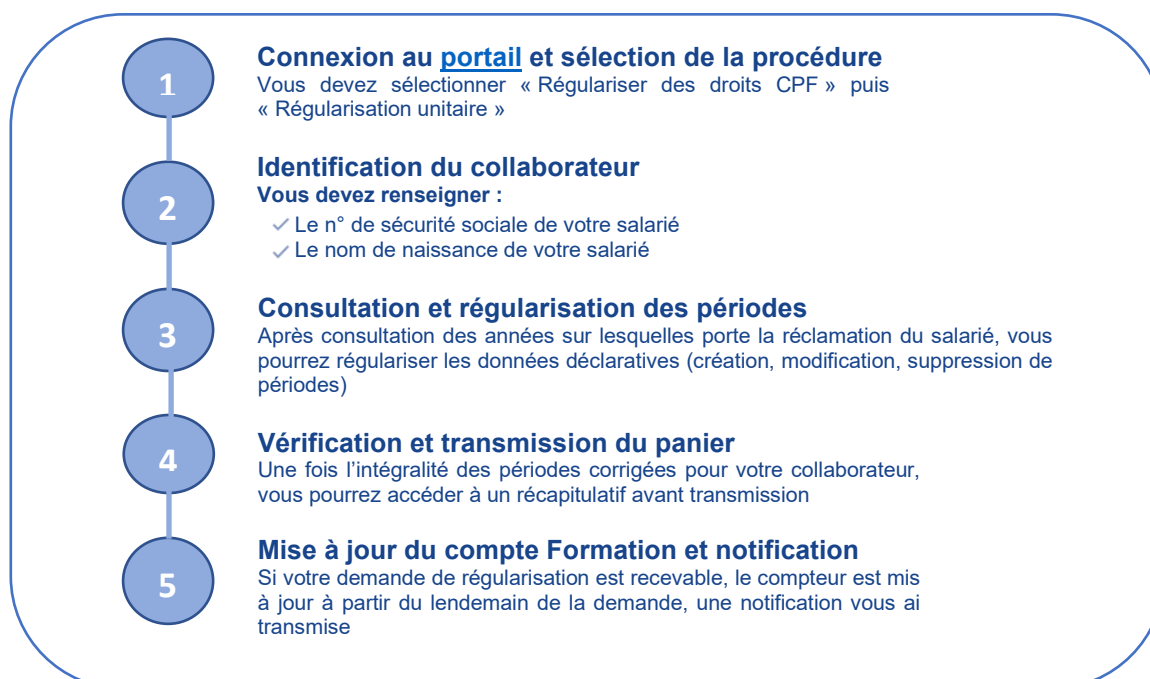 1
Connexion au portail et sélection de la procédure
Vous devez sélectionner « Régulariser des droits CPF » puis
« Régularisation unitaire »
2
Identification du collaborateur
Vous devez renseigner :
Le n° de sécurité sociale de votre salarié
Le nom de naissance de votre salarié
3
Consultation et régularisation des périodes
Après consultation des années sur lesquelles porte la réclamation du salarié, vous
pourrez régulariser les données déclaratives (création, modification, suppression de
périodes)
4
Vérification et transmission du panier
Une fois l’intégralité des périodes corrigées pour votre collaborateur,
vous pourrez accéder à un récapitulatif avant transmission
5
Mise à jour du compte Formation et notification
Si votre demande de régularisation est recevable, le compteur est mis
à jour à partir du lendemain de la demande, une notification vous ai
transmise